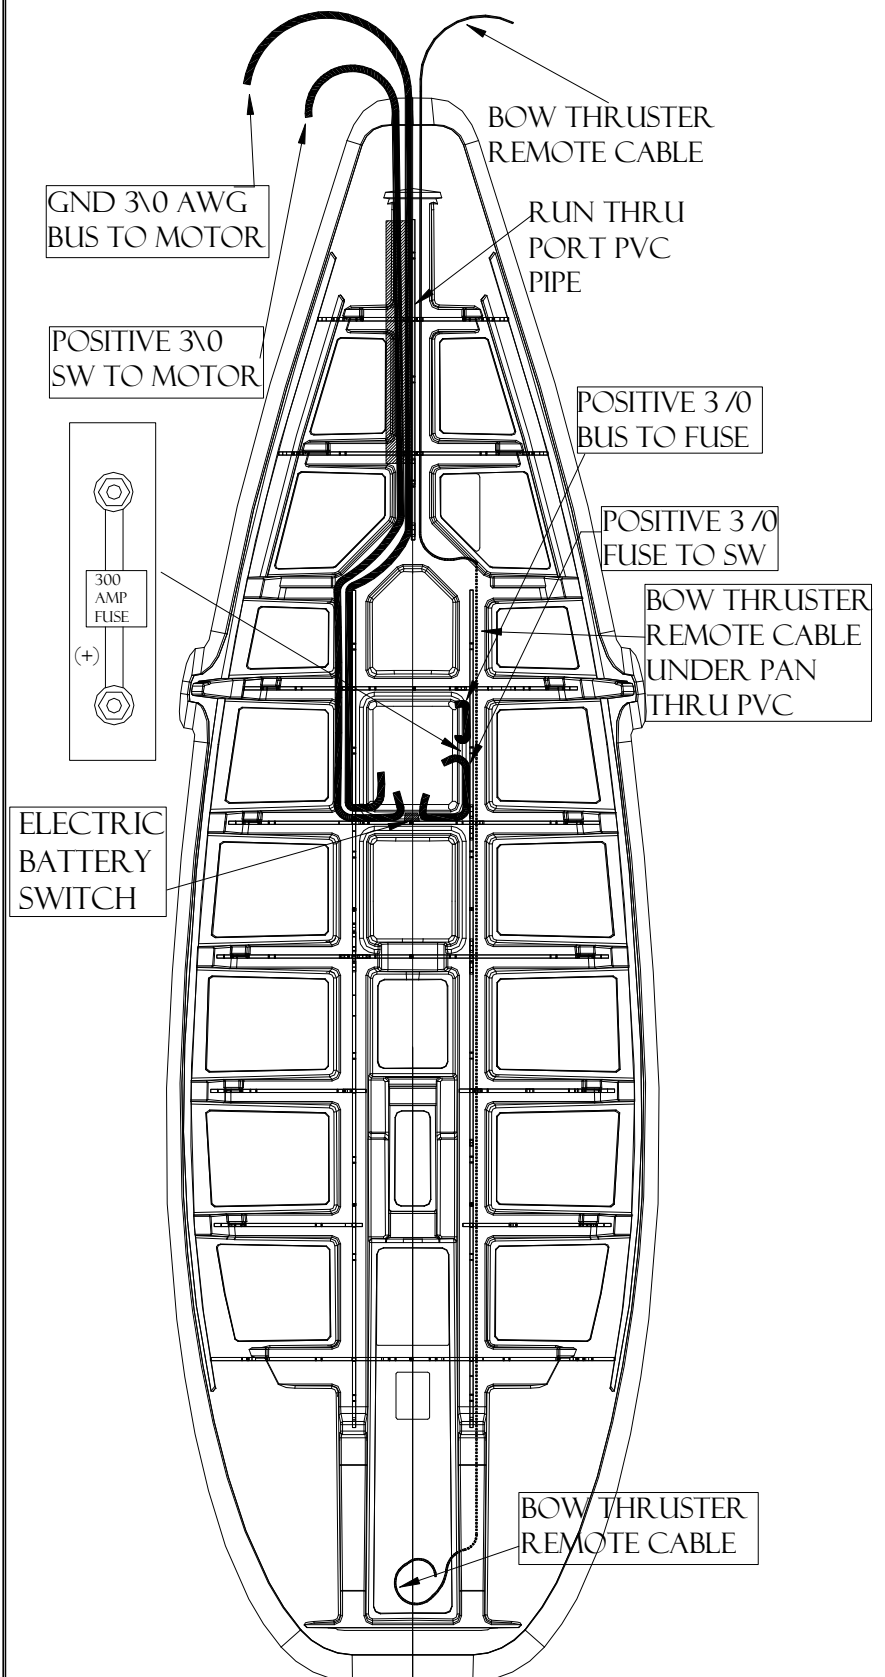 BOW THRUSTER
REMOTE CABLE
GND 3\0 AWG
BUS TO MOTOR
RUN THRU
PORT PVC
PIPE
POSITIVE 3\0
SW TO MOTOR
POSITIVE 3 /0
BUS TO FUSE
POSITIVE 3 /0
FUSE TO SW
300
AMP
FUSE
(+)
BOW THRUSTER
REMOTE CABLE
UNDER PAN
THRU PVC
ELECTRIC
BATTERY
SWITCH
BOW THRUSTER
REMOTE CABLE